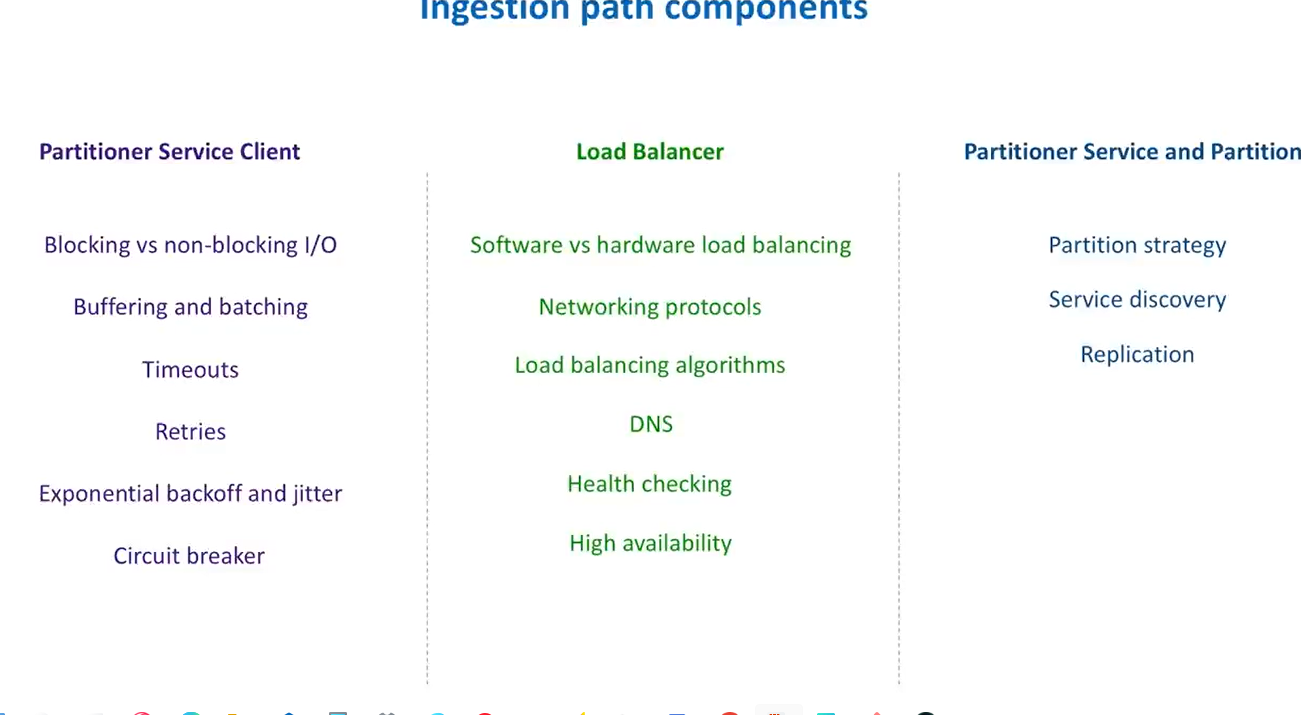 Ingestion path components
Partitioner Service Client
Blocking vs non-blocking I/O
Buffering and batching
Timeouts
Retries
Exponential backoff and jitter
Circuit breaker
Load Balancer
Software vs hardware load balancing
Networking protocols
Load balancing algorithms
DNS
Health checking
High availability
Partitioner Service and Partition
Partition strategy
Service discovery
Replication